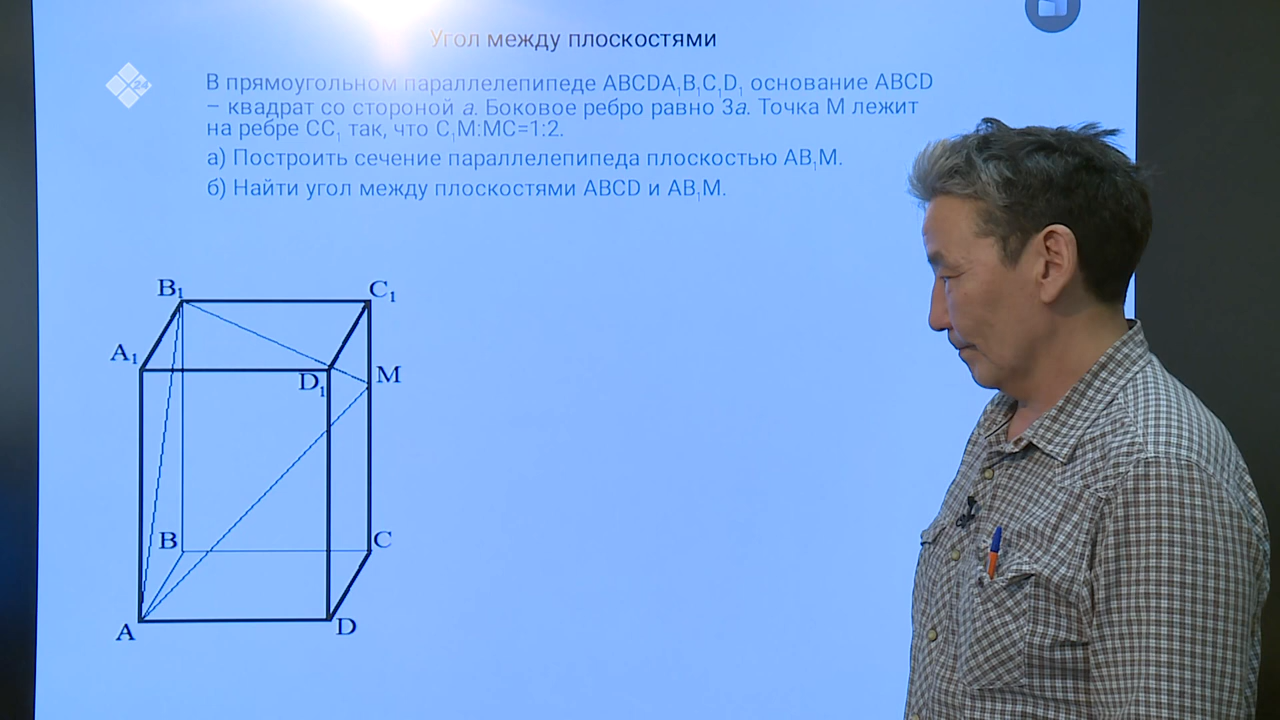 Угол между плоскостями
24
В прямоугольном параллелепипеде ABCDA₁B₁C₁D₁ основание ABCD
– квадрат со стороной a. Боковое ребро равно 3a. Точка М лежит
на ребре CC₁ так, что C₁M:MC=1:2.
а) Построить сечение параллелепипеда плоскостью AB₁M.
б) Найти угол между плоскостями ABCD и AB₁M.
B₁ C₁
A₁ D₁ M
B C
A D